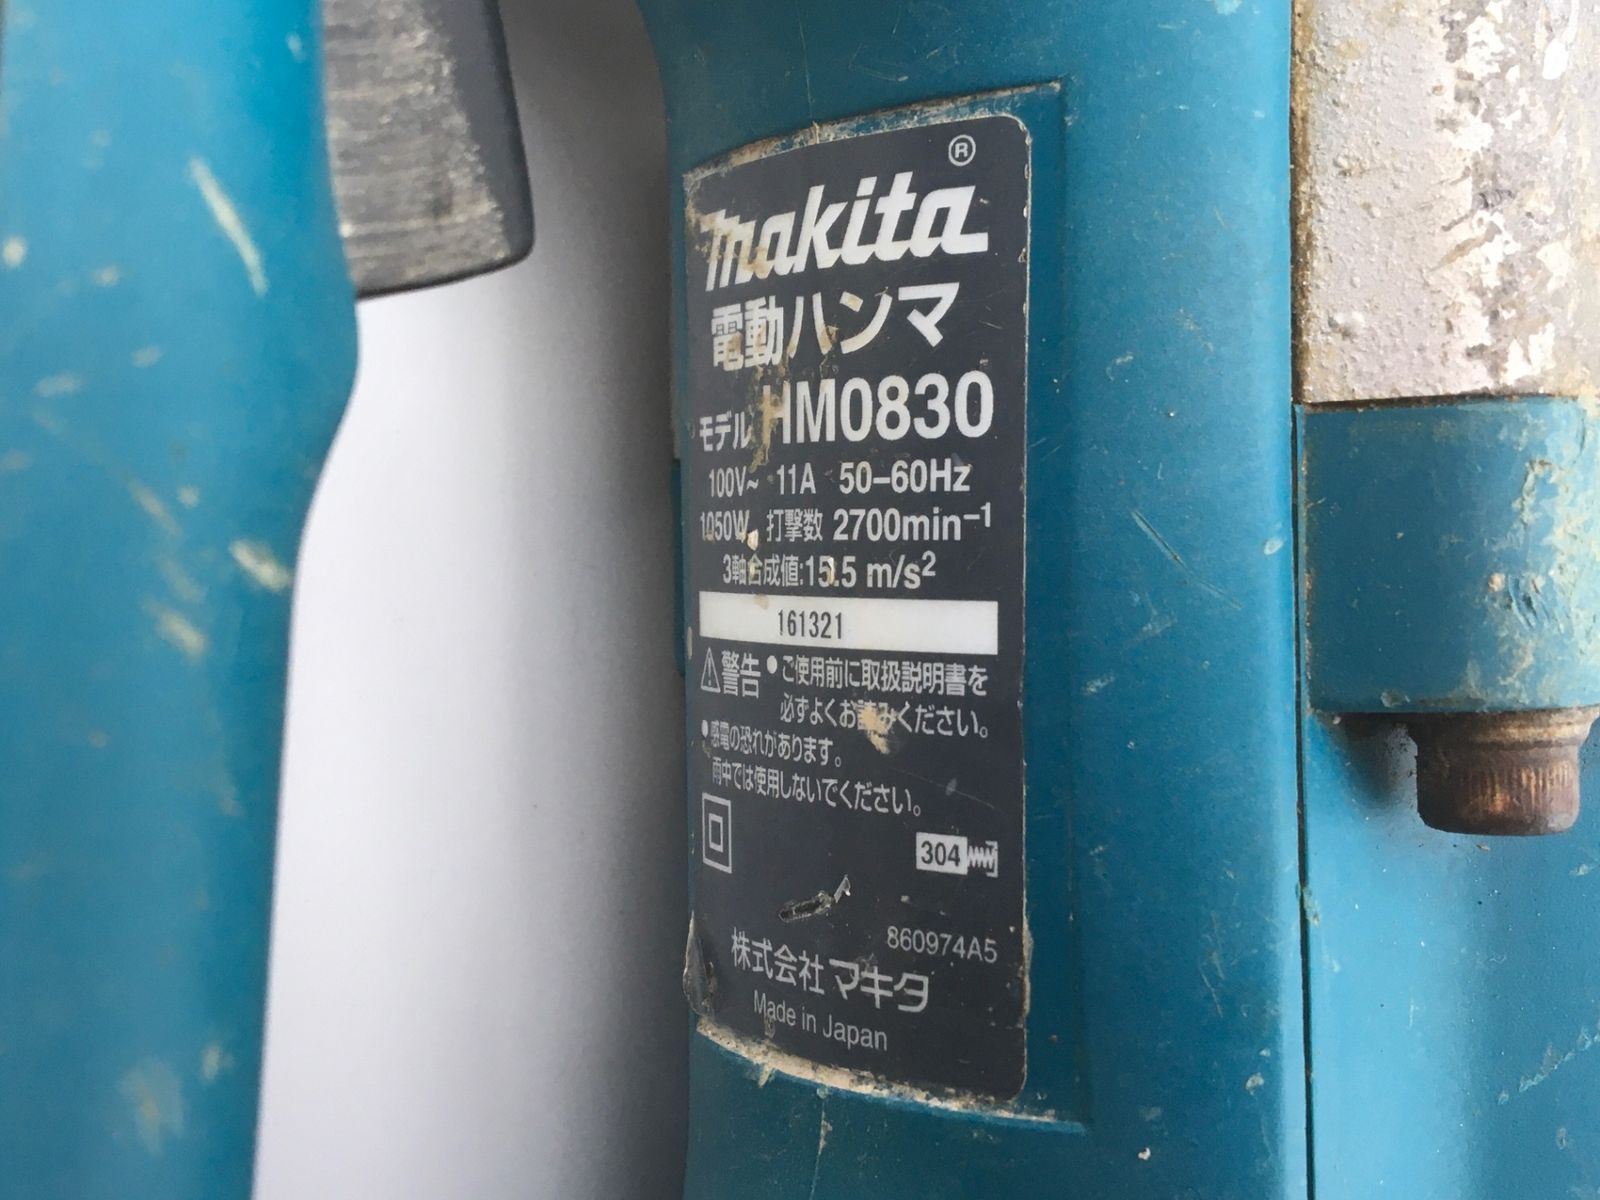 makita®
電動ハンマ
モデル HM0830
100V~ 11A 50-60Hz
1050W 打撃数 2700min⁻¹
3軸合成値:15.5 m/s²
161321
警告 ●ご使用前に取扱説明書を
必ずよくお読みください。
●感電の恐れがあります。
雨中では使用しないでください。
304
860974A5
株式会社マキタ
Made in Japan